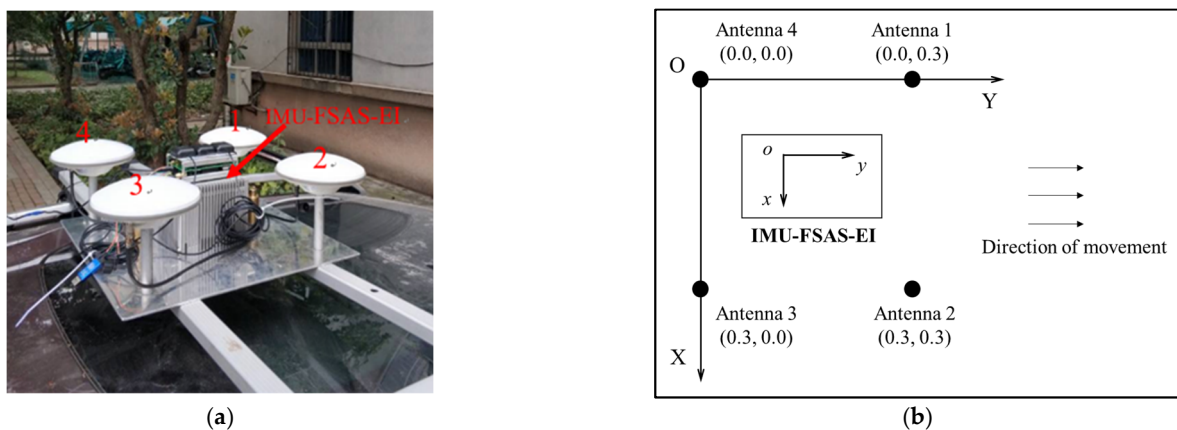 IMU-FSAS-EI
1
4
2
3
(a)
Antenna 4
(0.0, 0.0)
Antenna 1
(0.0, 0.3)
O
Y
o
y
x
IMU-FSAS-EI
Direction of movement
Antenna 3
(0.3, 0.0)
Antenna 2
(0.3, 0.3)
X
(b)